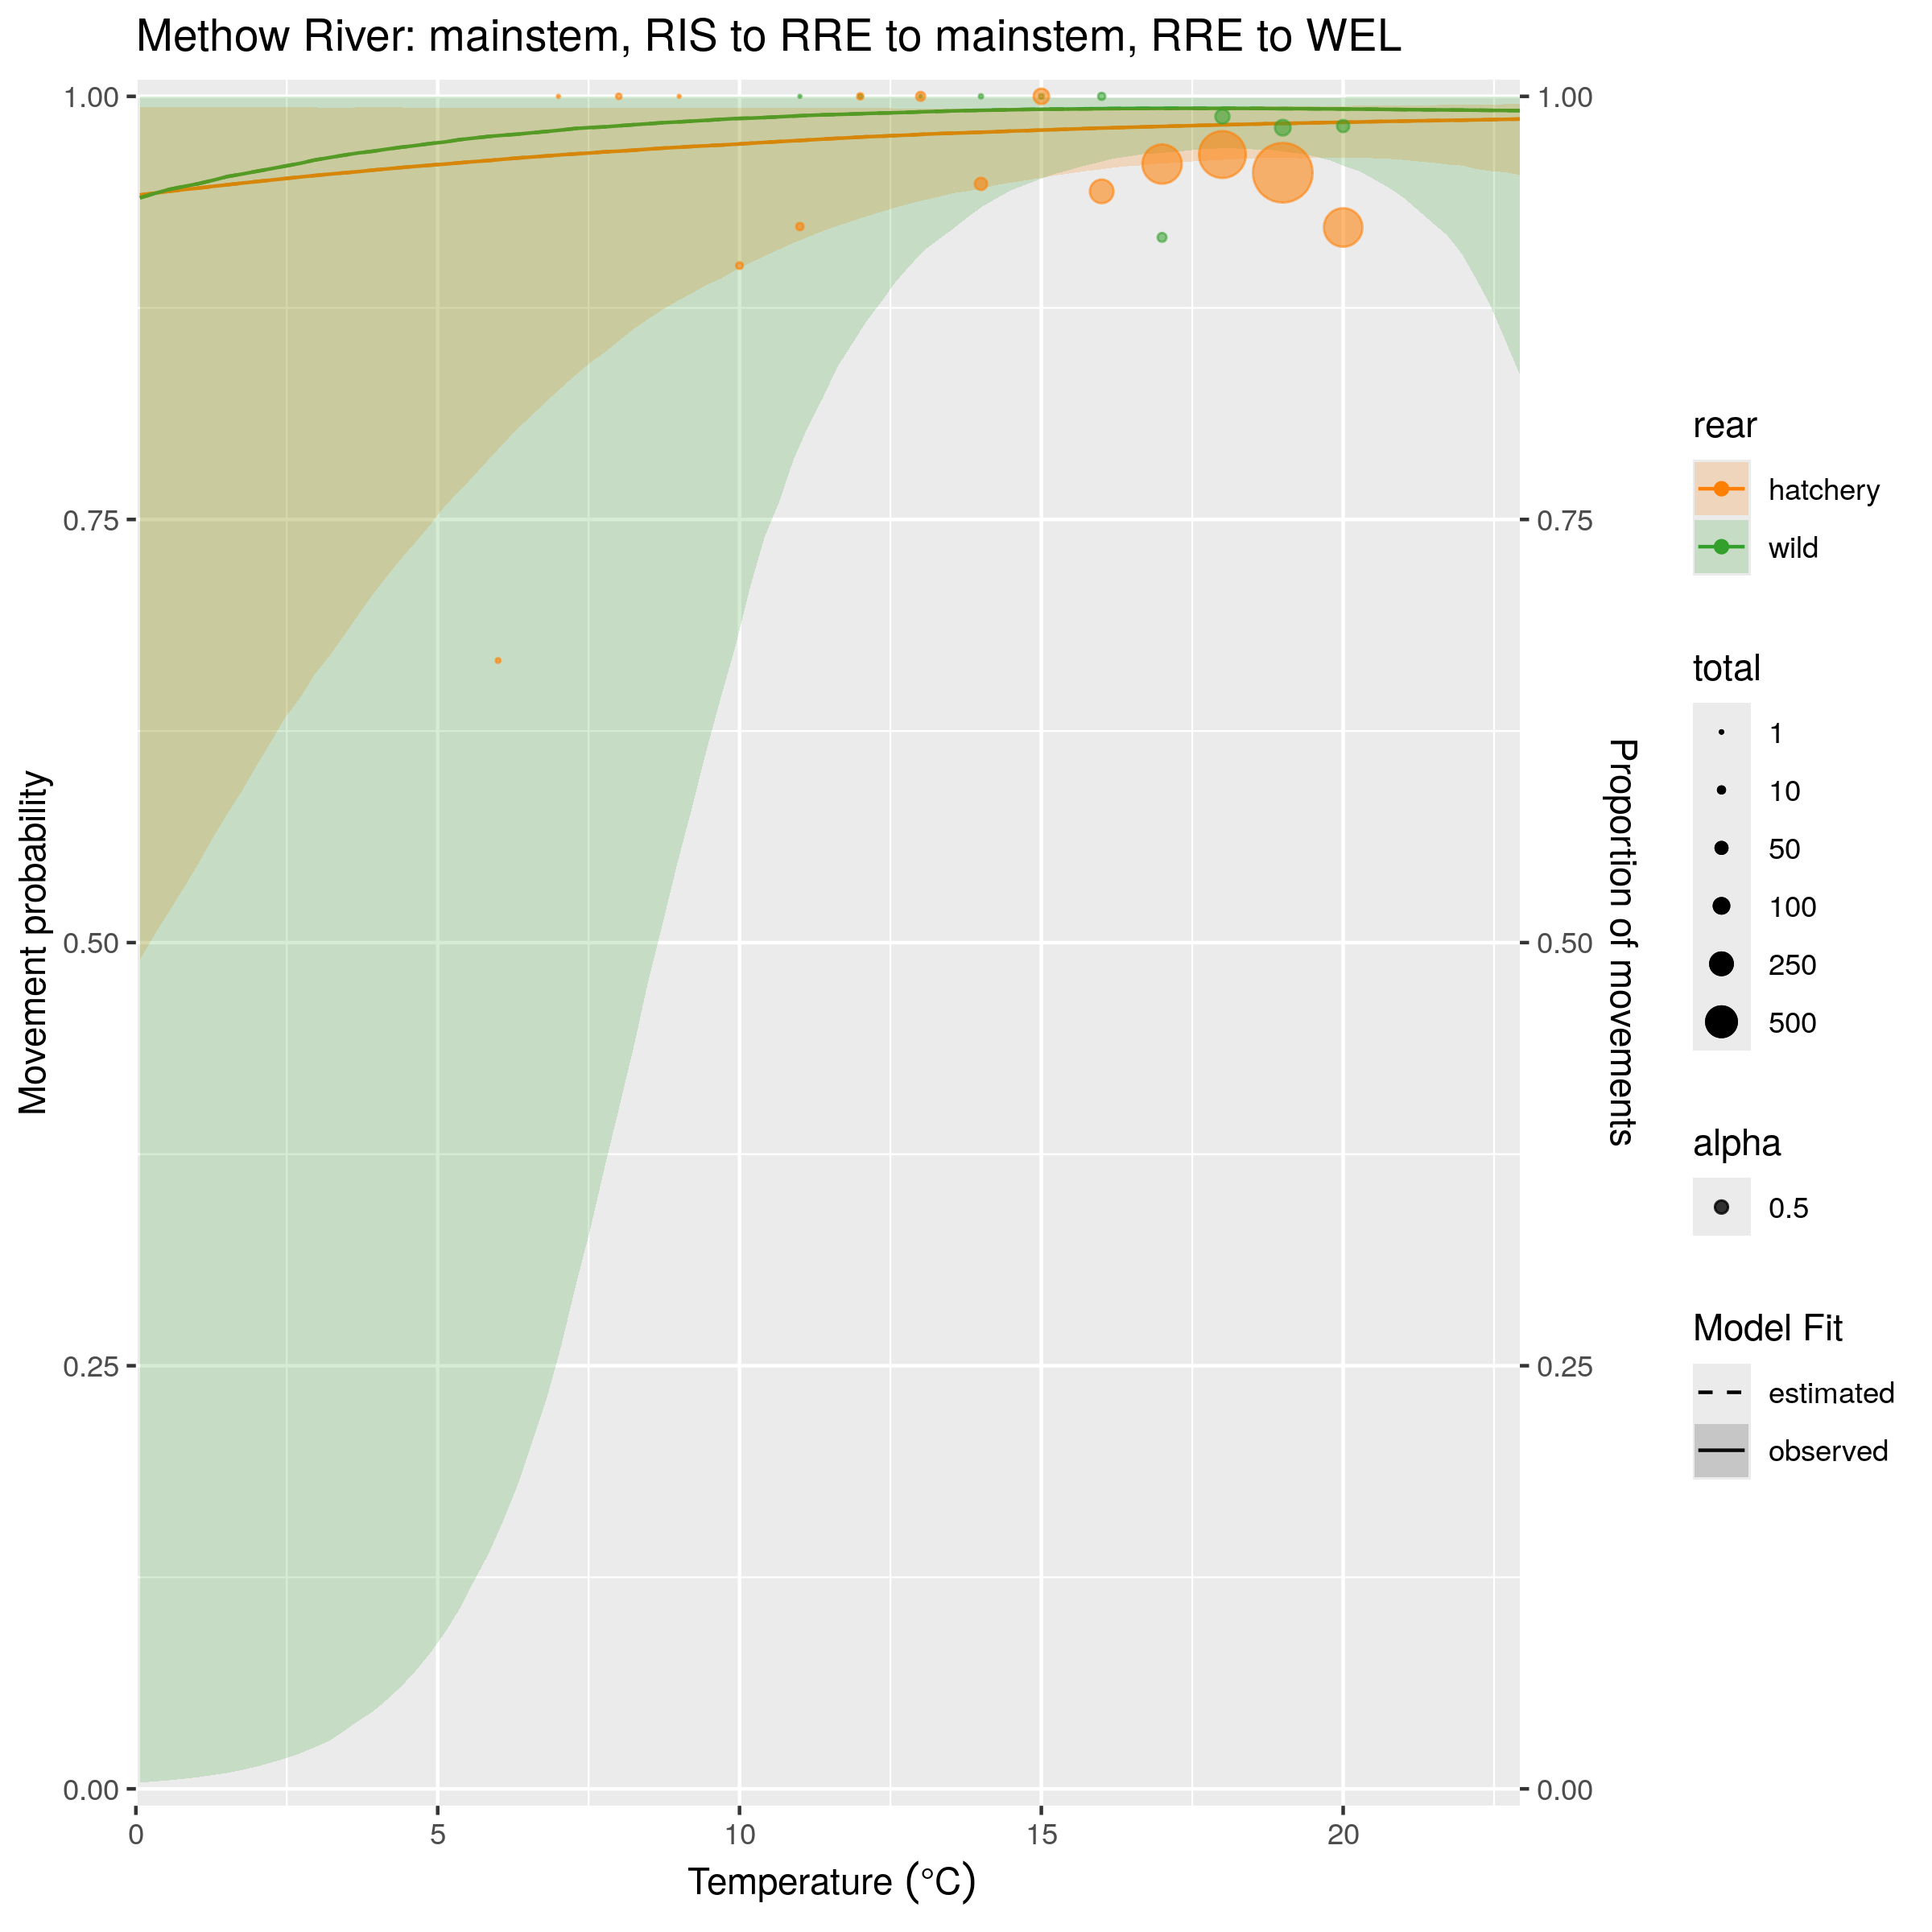 Methow River: mainstem, RIS to RRE to mainstem, RRE to WEL
1.00
0.75
0.50
0.25
0.00
Movement probability
0
5
10
15
20
Temperature (°C)
1.00
0.75
0.50
0.25
0.00
Proportion of movements
rear
hatchery
wild
total
1
10
50
100
250
500
alpha
0.5
Model Fit
estimated
observed